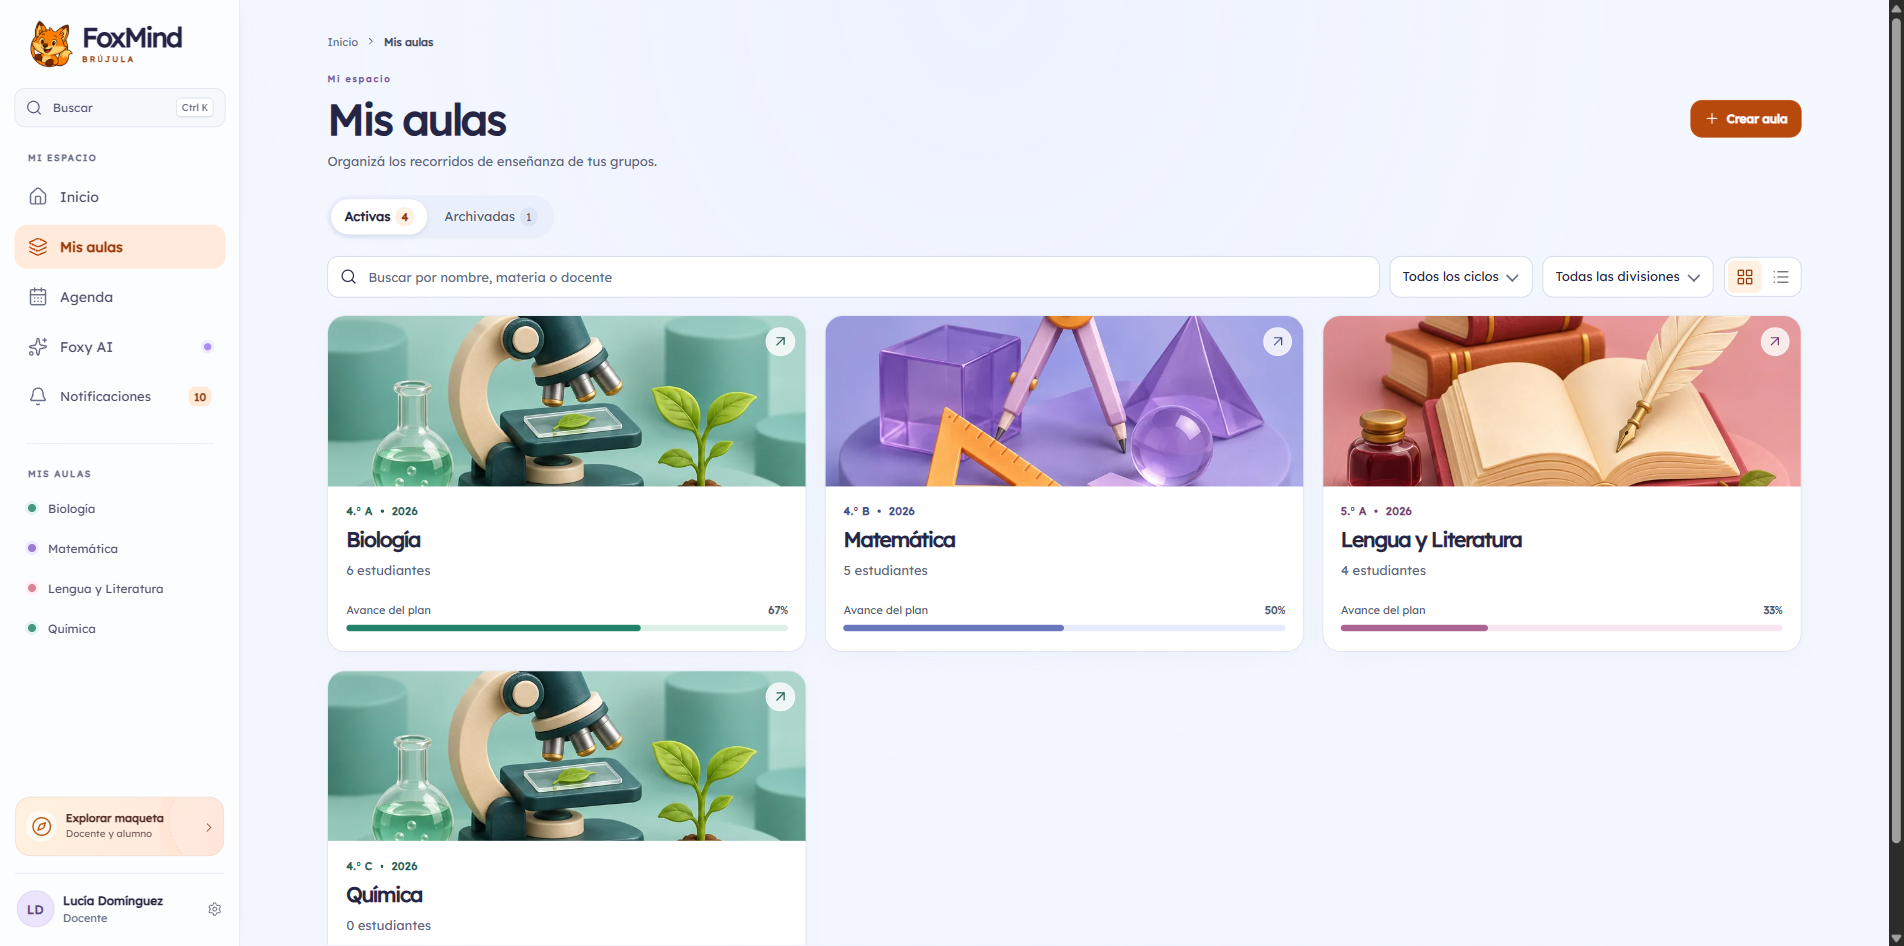 FoxMind
BRÚJULA
Buscar
Ctrl K
MI ESPACIO
Inicio
Mis aulas
Agenda
Foxy AI
Notificaciones
10
MIS AULAS
Biología
Matemática
Lengua y Literatura
Química
Explorar maqueta
Docente y alumno
LD
Lucía Domínguez
Docente
Inicio > Mis aulas
Mi espacio
Mis aulas
Organizá los recorridos de enseñanza de tus grupos.
+ Crear aula
Activas 4
Archivadas 1
Buscar por nombre, materia o docente
Todos los ciclos
Todas las divisiones
4.º A • 2026
Biología
6 estudiantes
Avance del plan
67%
4.º B • 2026
Matemática
5 estudiantes
Avance del plan
50%
5.º A • 2026
Lengua y Literatura
4 estudiantes
Avance del plan
33%
4.º C • 2026
Química
0 estudiantes